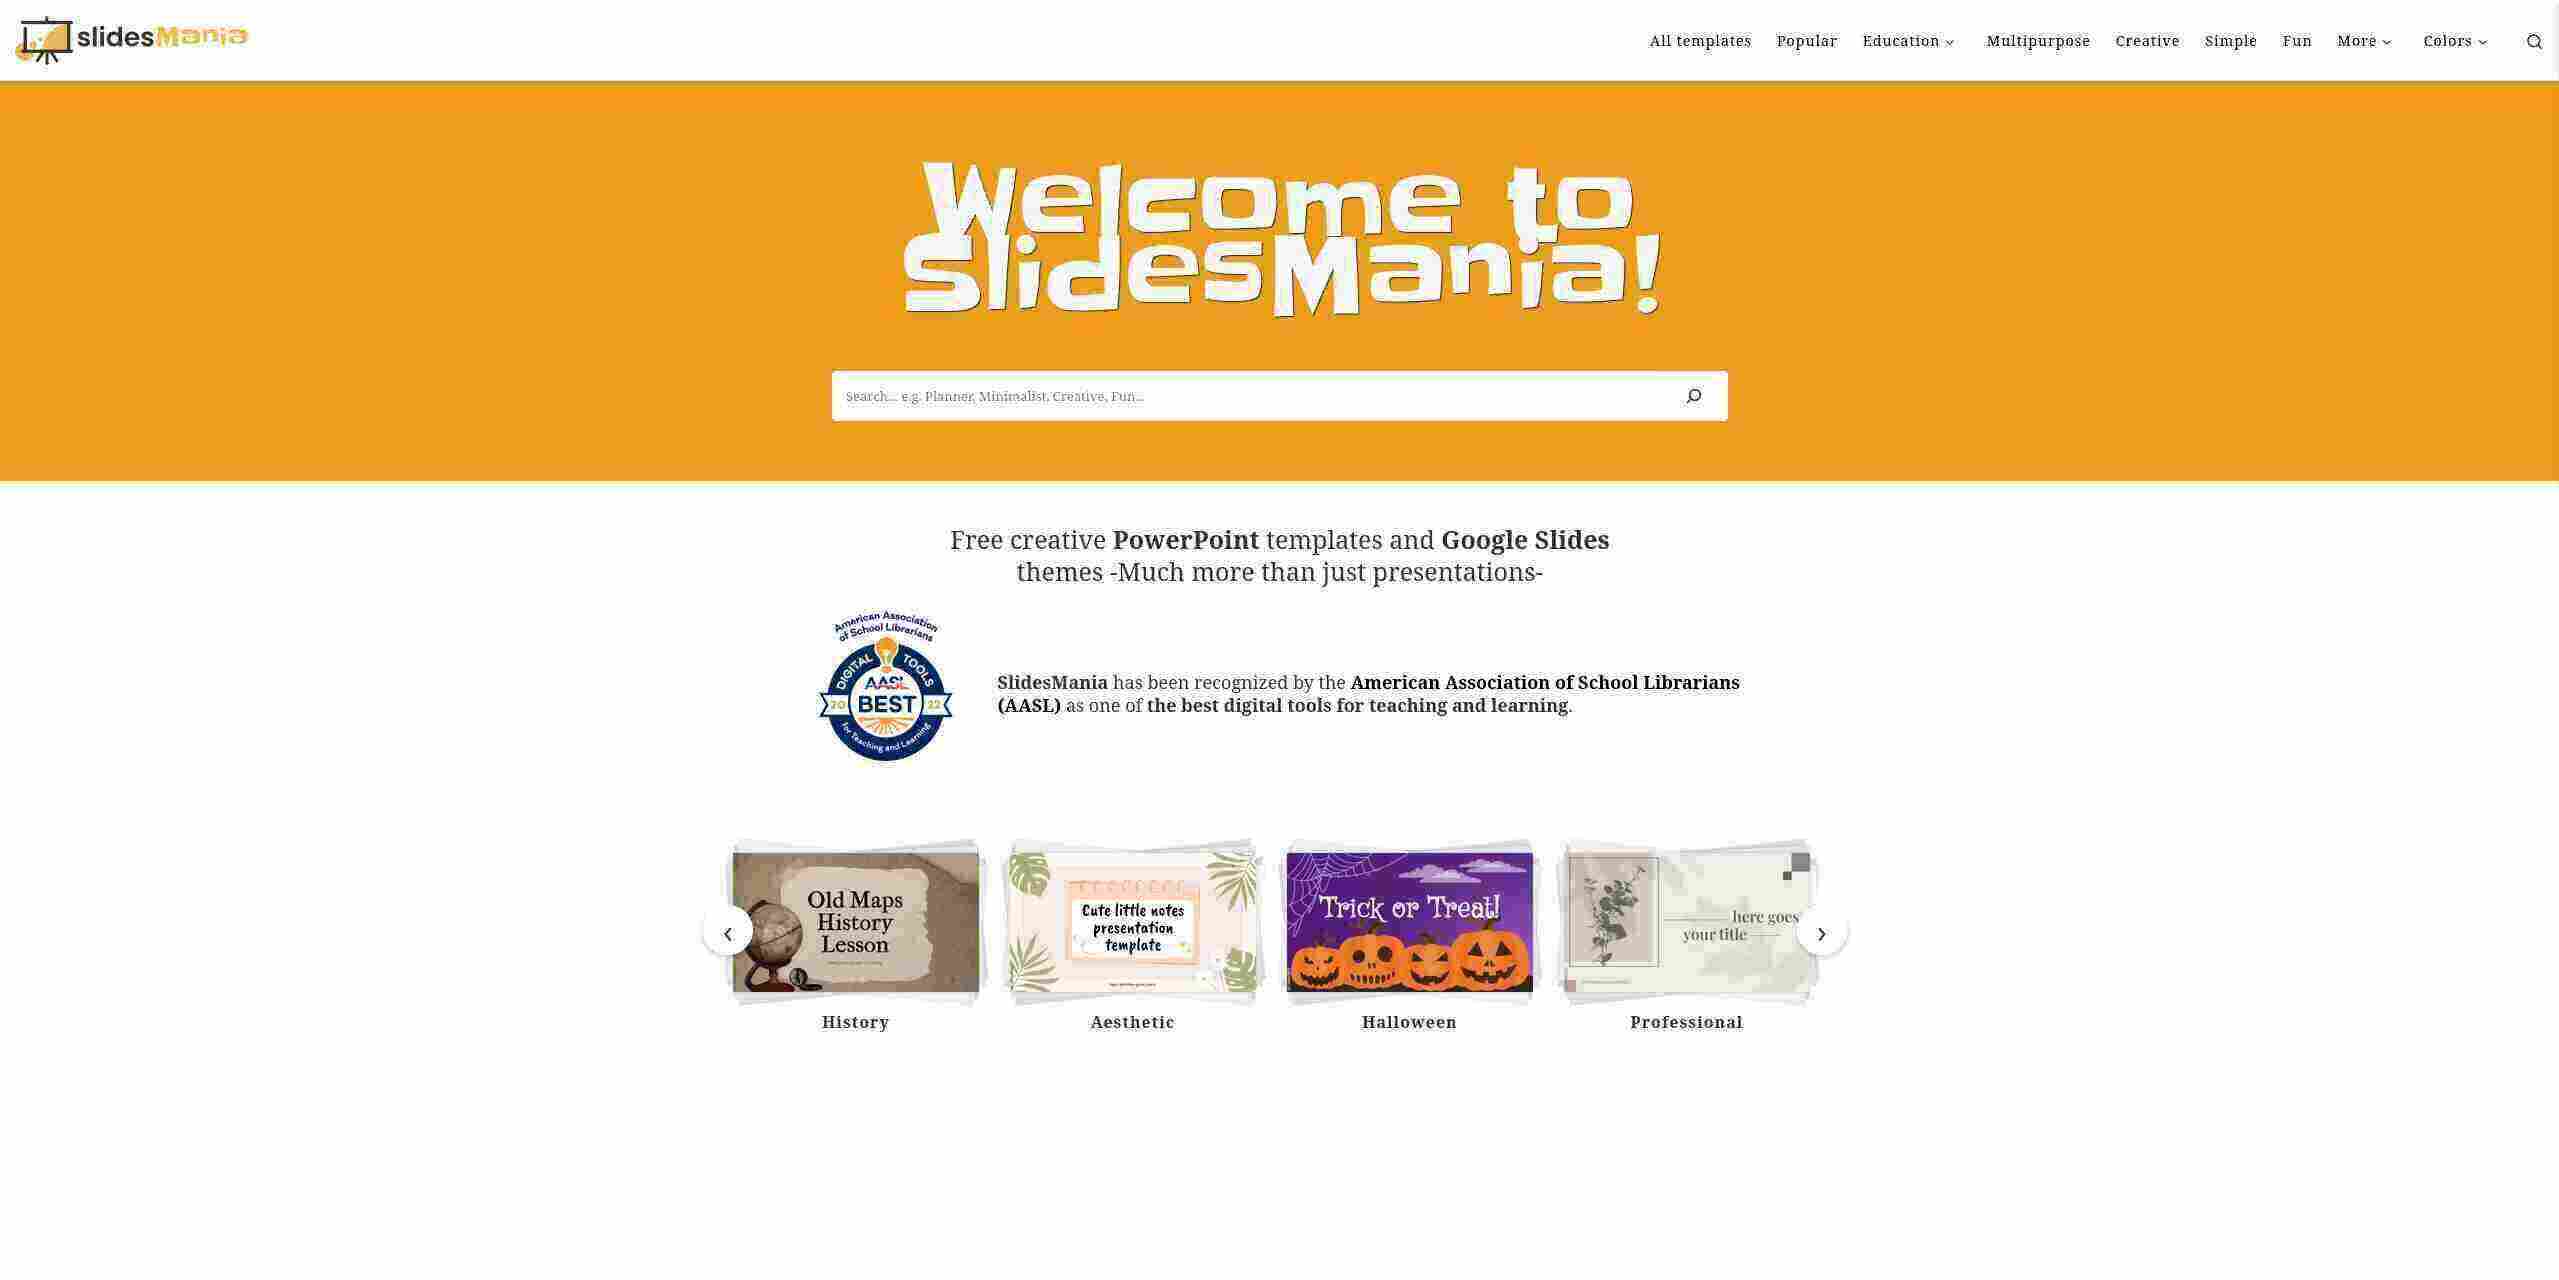 slidesMania
All templates Popular Education Multipurpose Creative Simple Fun More Colors
Welcome to
SlidesMania!
Search... e.g. Planner, Minimalist, Creative, Fun...
Free creative PowerPoint templates and Google Slides
themes -Much more than just presentations-
American Association
of School Librarians
DIGITAL TOOLS
AASL
20 BEST 22
for Teaching and Learning
SlidesMania has been recognized by the American Association of School Librarians
(AASL) as one of the best digital tools for teaching and learning.
Old Maps
History
Lesson
Cute little notes
presentation
template
Trick or Treat!
here goes
your title
History Aesthetic Halloween Professional